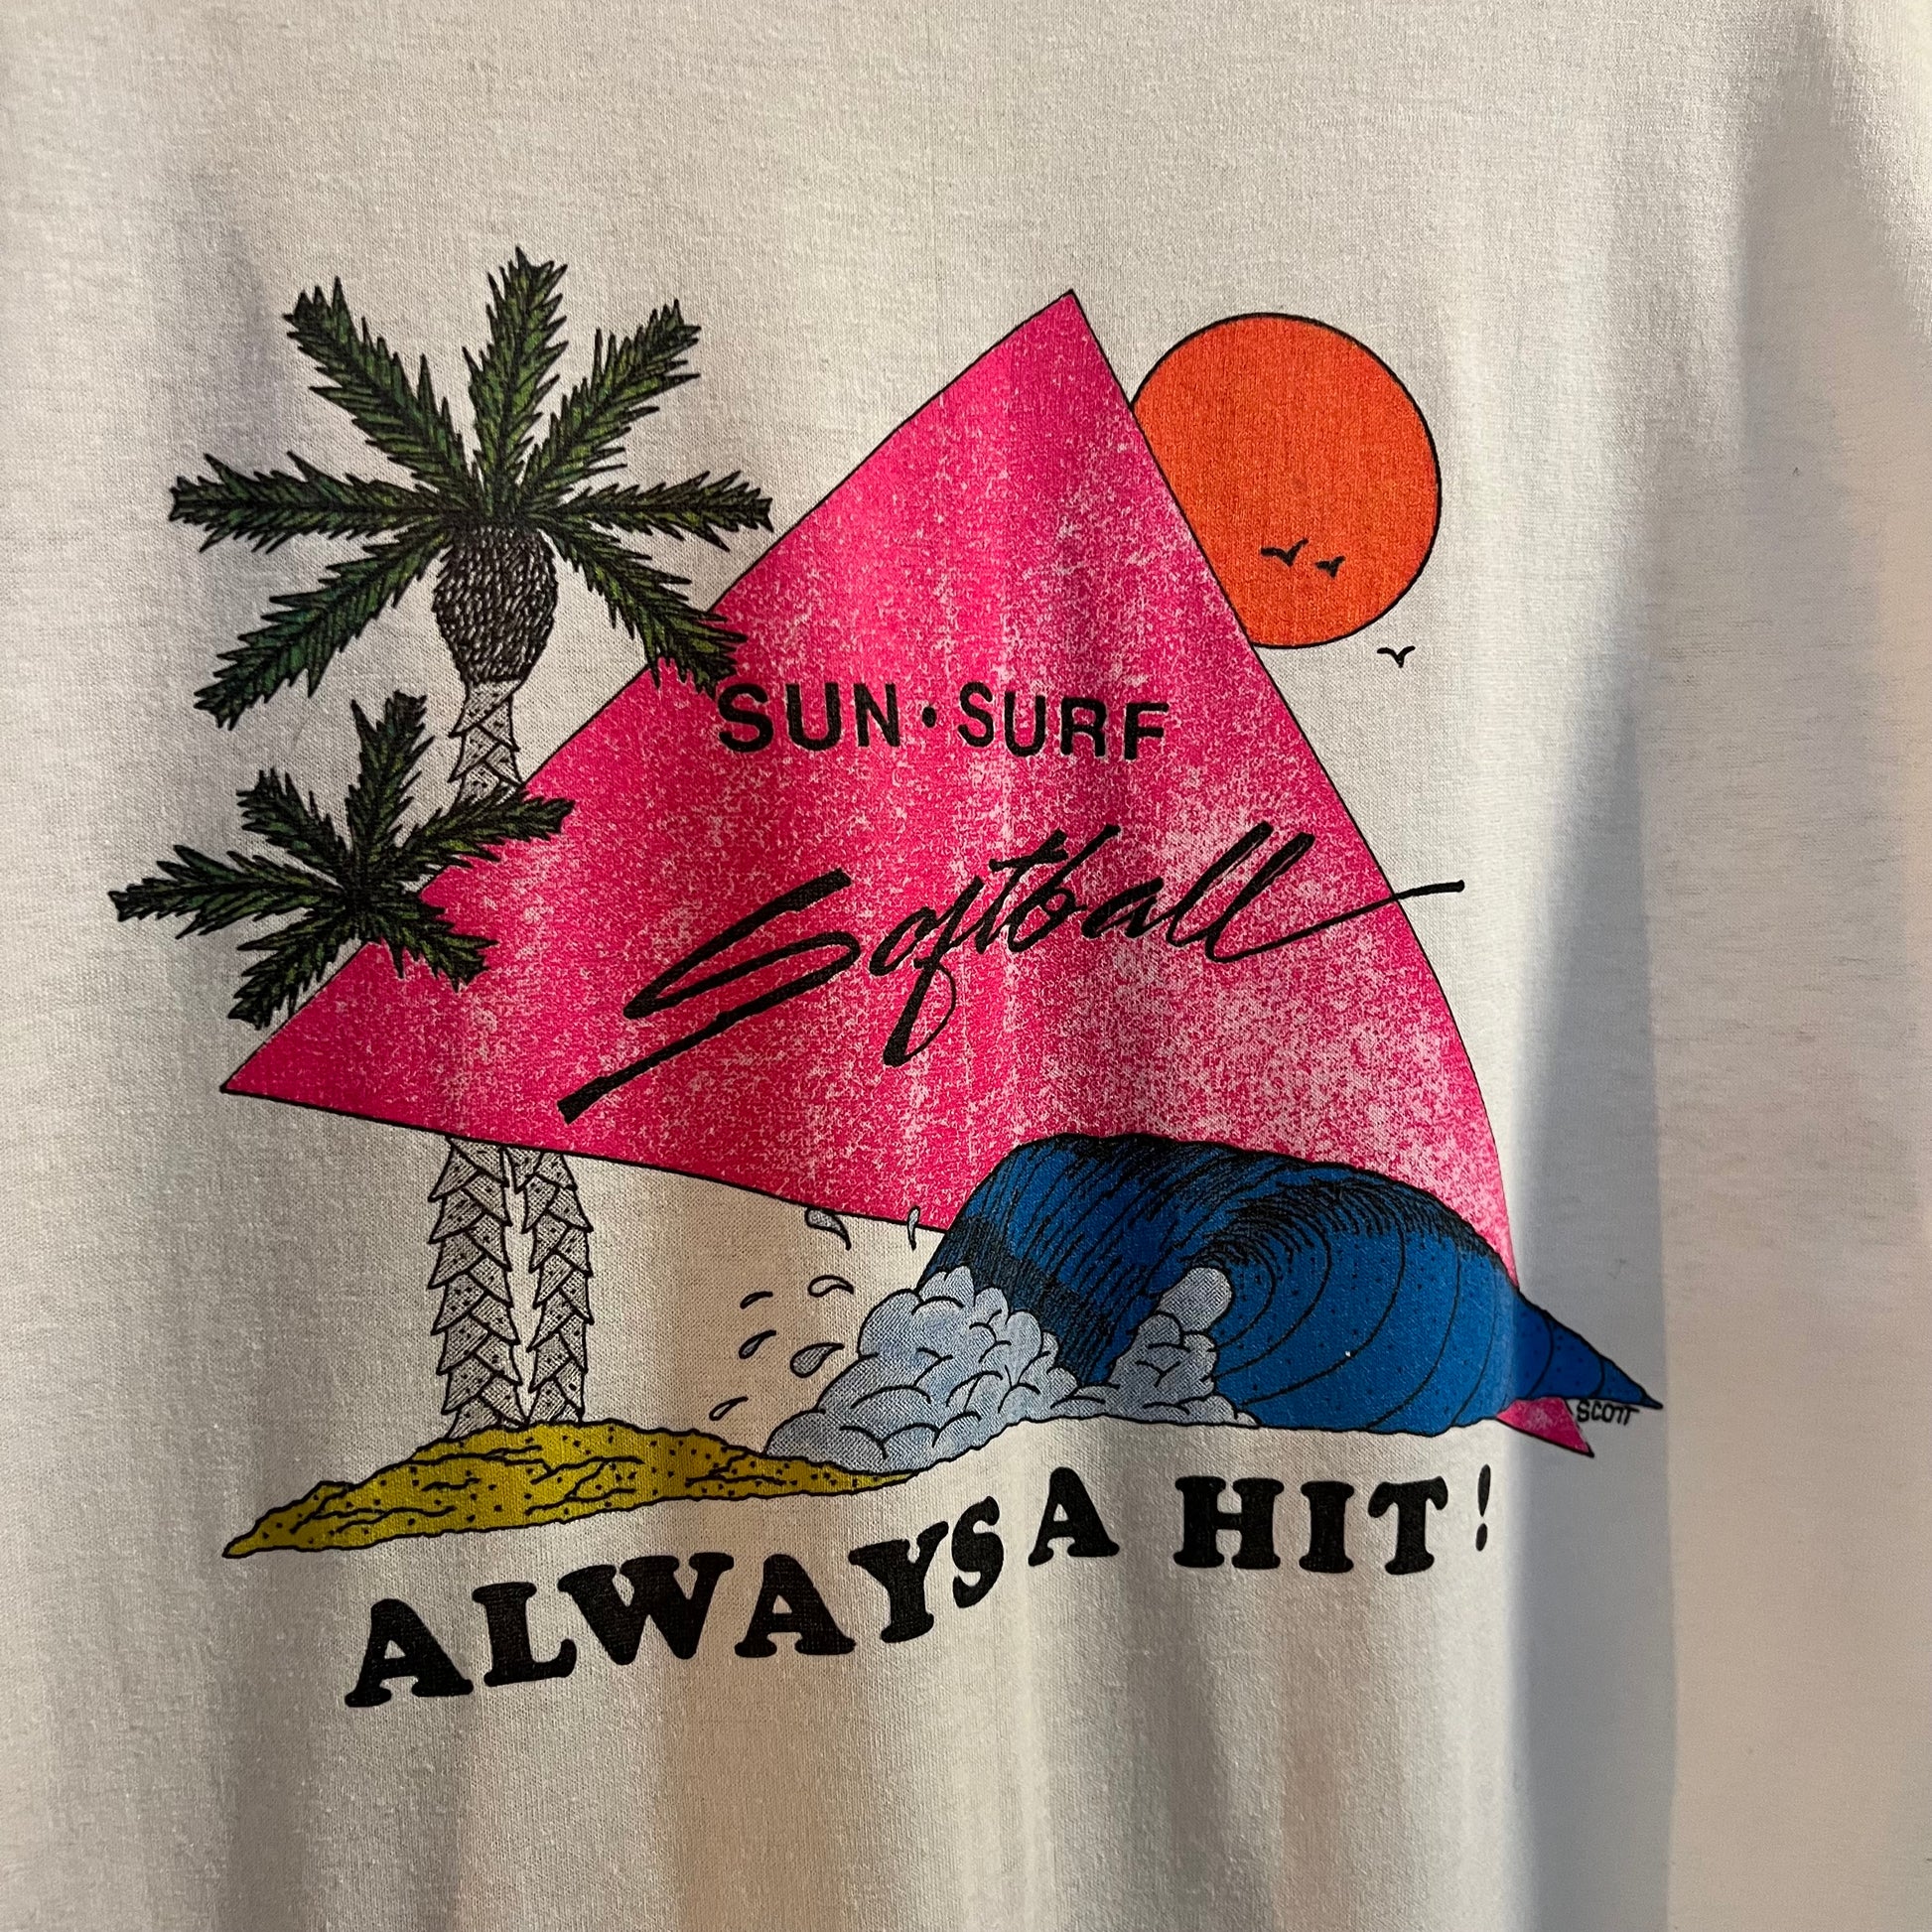 SUN • SURF
Softball
SCOTT
ALWAYS A HIT!